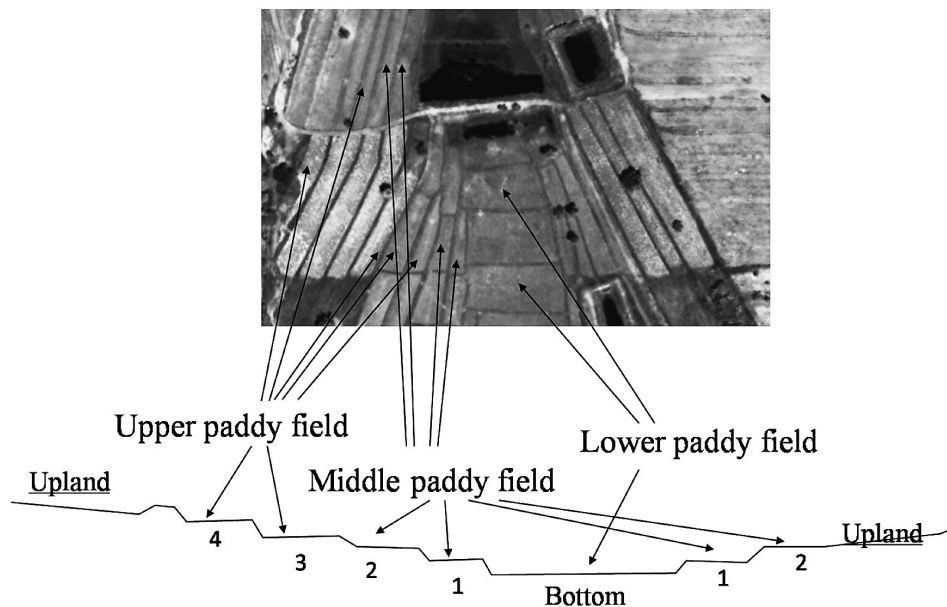 Upper paddy field
Lower paddy field
Middle paddy field
Upland
Upland
4
3
2
1
1
2
Bottom